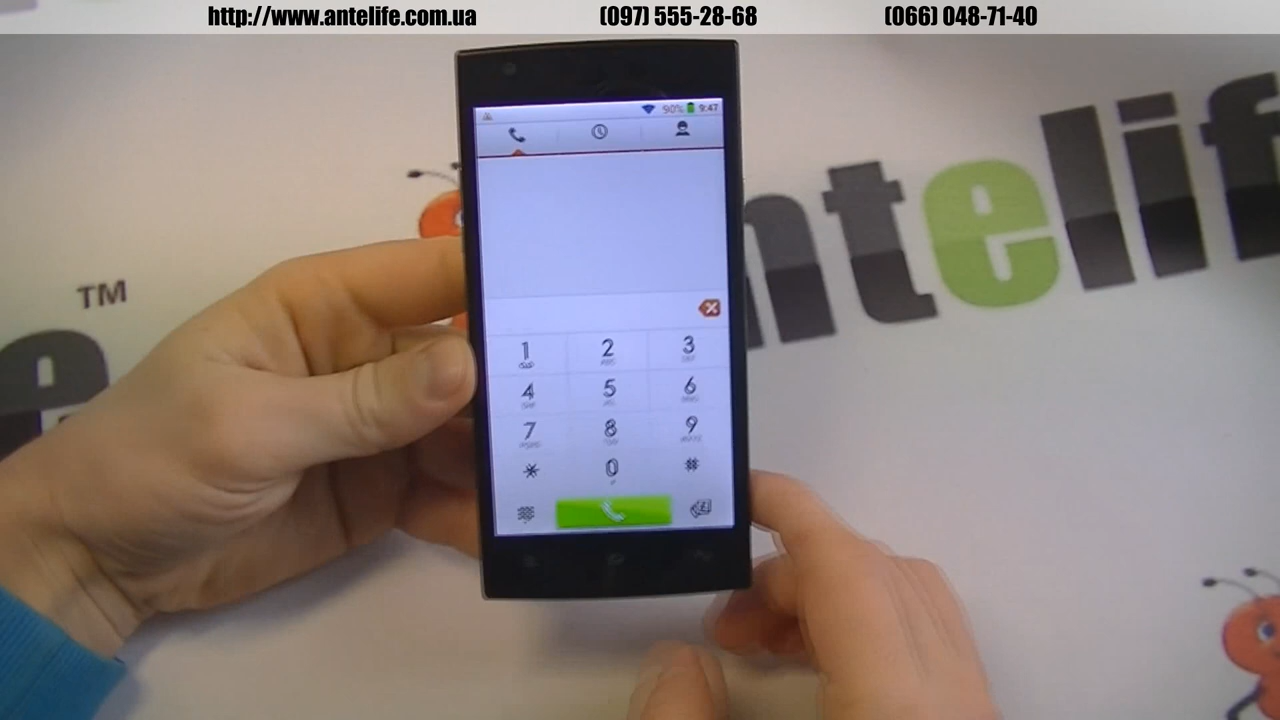 http://www.antelife.com.ua (097) 555-28-68 (066) 048-71-40
90% 9:47
TM
antelif
e
1 2 3
4 5 6
7 8 9
* 0 #